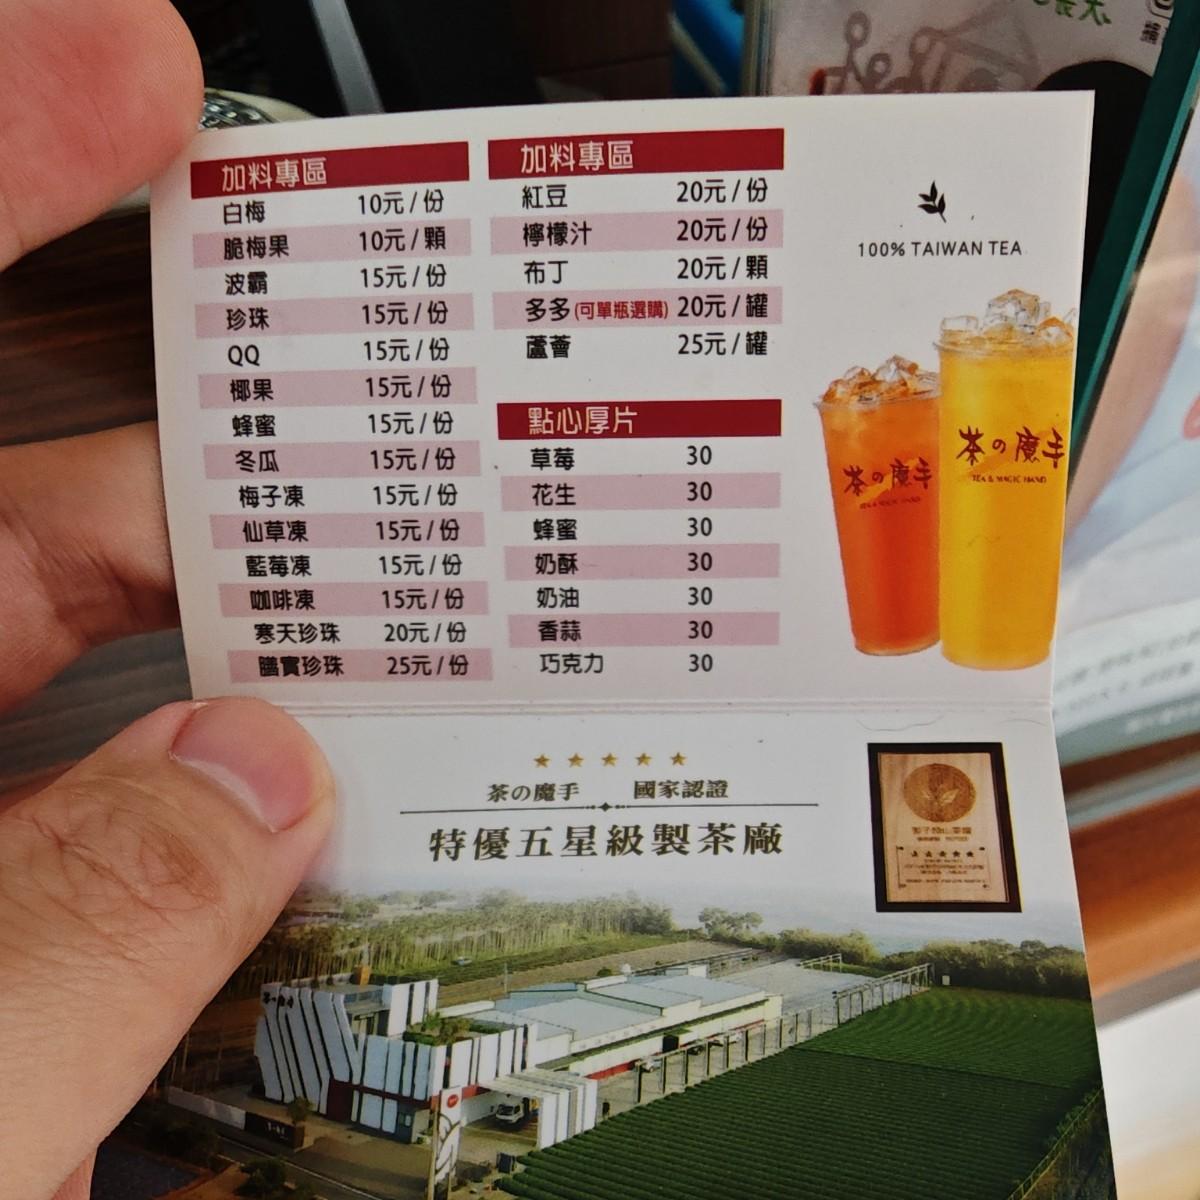 加料專區
白梅 10元/份
脆梅果 10元/顆
波霸 15元/份
珍珠 15元/份
QQ 15元/份
椰果 15元/份
蜂蜜 15元/份
冬瓜 15元/份
梅子凍 15元/份
仙草凍 15元/份
藍莓凍 15元/份
咖啡凍 15元/份
寒天珍珠 20元/份
膳實珍珠 25元/份
加料專區
紅豆 20元/份
檸檬汁 20元/份
布丁 20元/顆
多多(可單瓶選購) 20元/罐
蘆薈 25元/罐
點心厚片
草莓 30
花生 30
蜂蜜 30
奶酥 30
奶油 30
香蒜 30
巧克力 30
100% TAIWAN TEA
茶の魔手
TEA & MAGIC HAND
茶の魔手
TEA & MAGIC HAND
茶の魔手 國家認證
特優五星級製茶廠